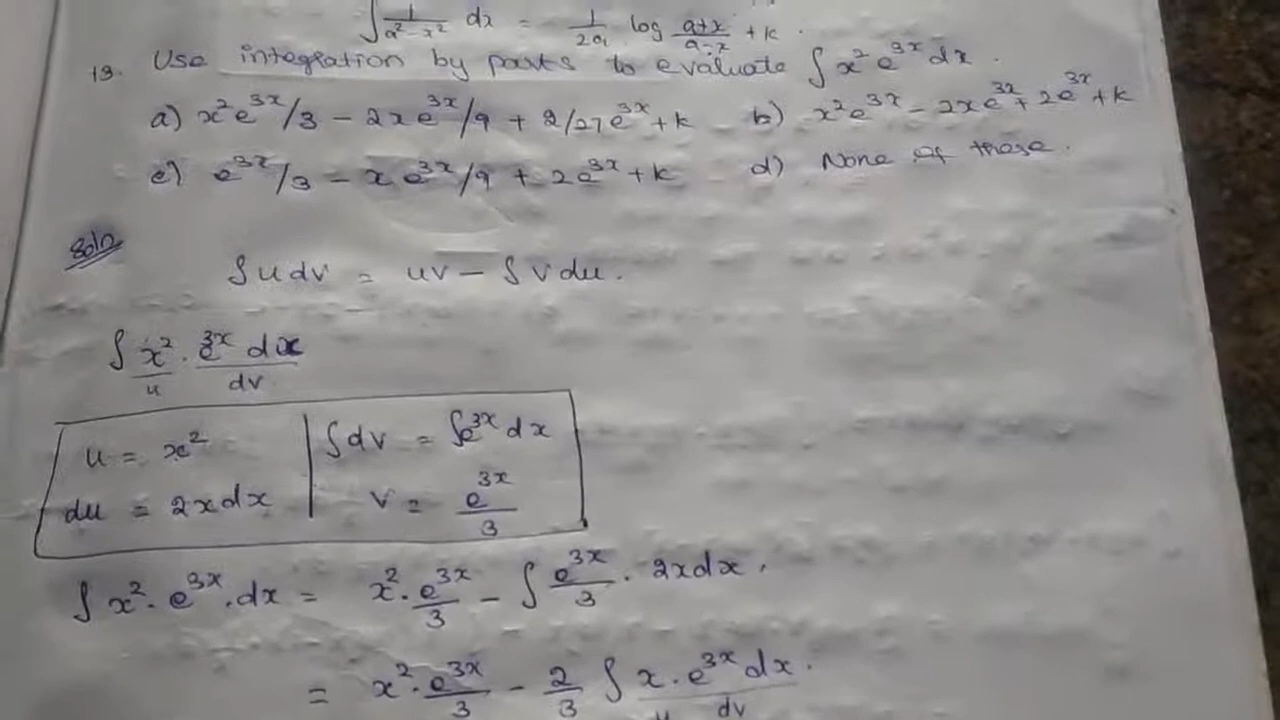 ∫ 1/(a²-x²) dx = 1/2a log (a+x)/(a-x) + k.
19. Use integration by parts to evaluate ∫ x² e^3x dx.
a) x²e^3x/3 - 2xe^3x/9 + 2/27e^3x + k b) x²e^3x - 2xe^3x + 2e^3x + k
c) e^3x/3 - xe^3x/9 + 2e^3x + k d) None of these.
Soln
∫ u dv = uv - ∫ v du.
∫ x² . e^3x dx
u dv
u = x² ∫dv = ∫e^3x dx
du = 2x dx v = e^3x/3
∫ x² . e^3x . dx = x² . e^3x/3 - ∫ e^3x/3 . 2x dx.
= x² . e^3x/3 - 2/3 ∫ x . e^3x dx.
u dv